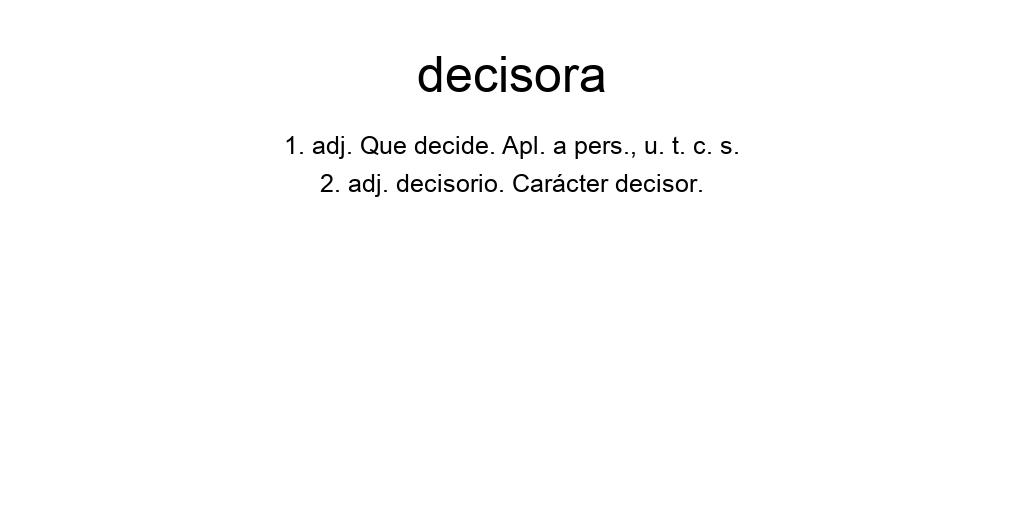 decisora
1. adj. Que decide. Apl. a pers., u. t. c. s.
2. adj. decisorio. Carácter decisor.